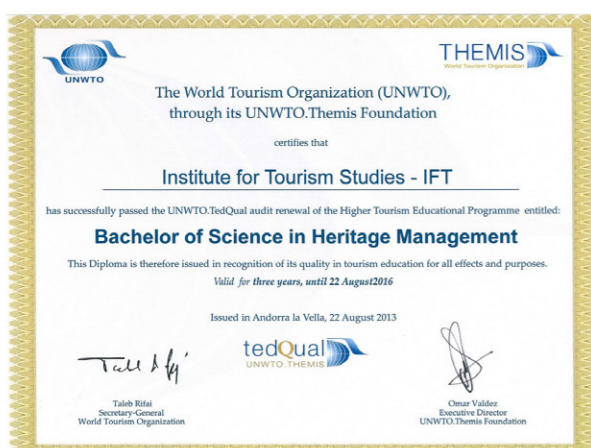 UNWTO
THEMIS
World Tourism Organization
The World Tourism Organization (UNWTO),
through its UNWTO.Themis Foundation
certifies that
Institute for Tourism Studies - IFT
has successfully passed the UNWTO.TedQual audit renewal of the Higher Tourism Educational Programme entitled:
Bachelor of Science in Heritage Management
This Diploma is therefore issued in recognition of its quality in tourism education for all effects and purposes.
Valid for three years, until 22 August2016
Issued in Andorra la Vella, 22 August 2013
tedQual
UNWTO.THEMIS
Taleb Rifai
Secretary-General
World Tourism Organization
Omar Valdez
Executive Director
UNWTO.Themis Foundation